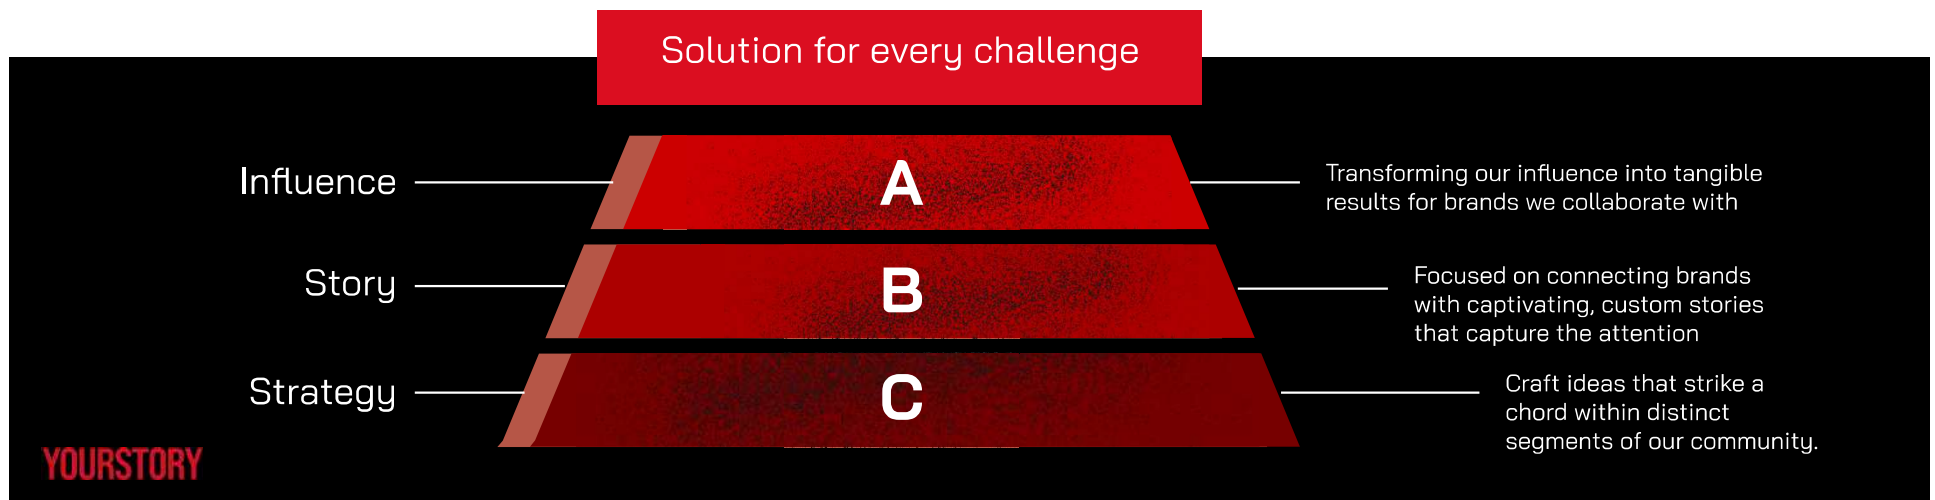 Solution for every challenge
Influence
A
Transforming our influence into tangible
results for brands we collaborate with
Story
B
Focused on connecting brands
with captivating, custom stories
that capture the attention
Strategy
C
Craft ideas that strike a
chord within distinct
segments of our community.
YOURSTORY